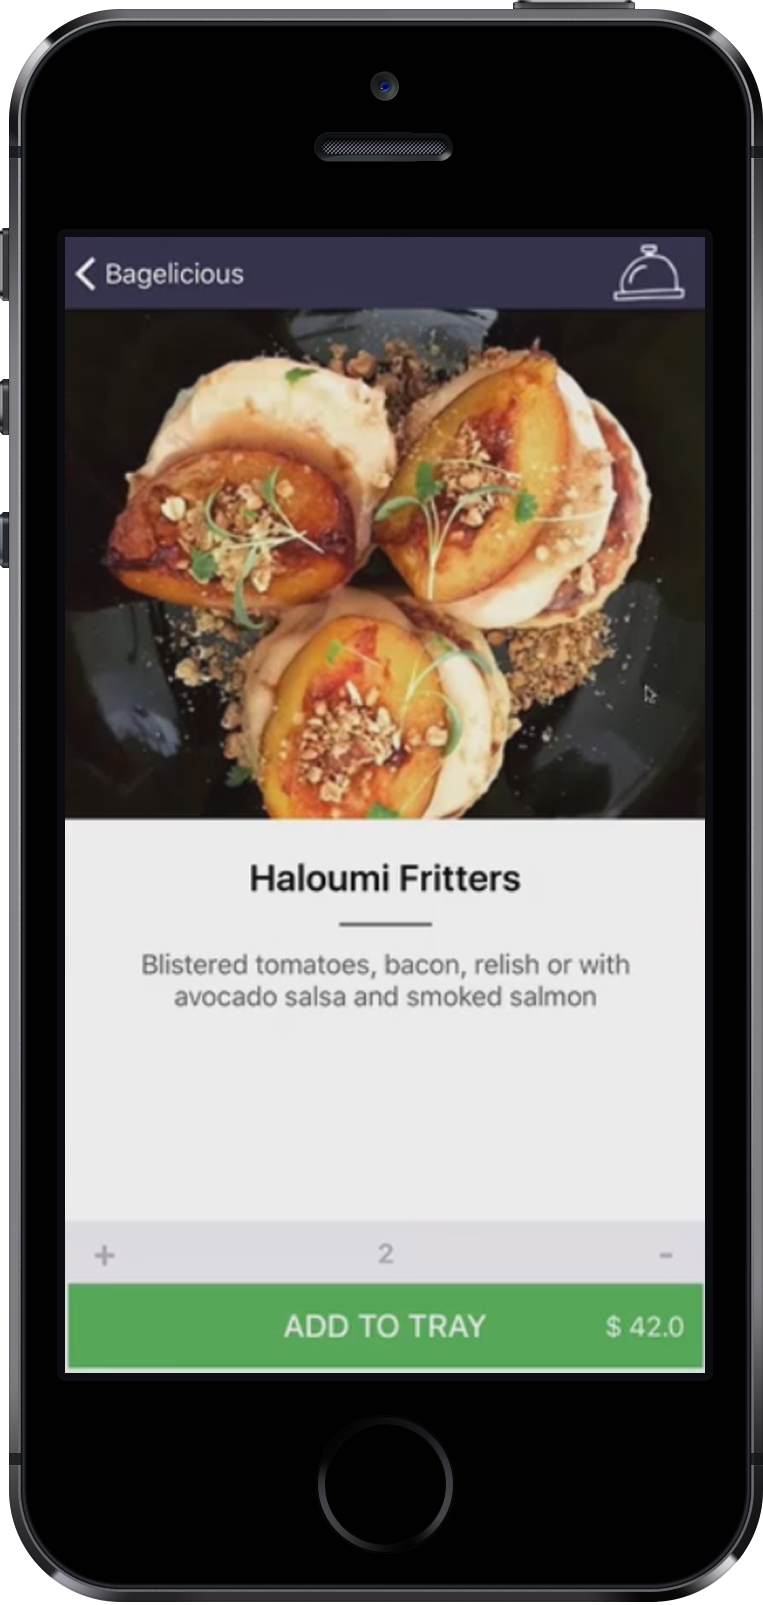 Bagelicious
Haloumi Fritters
Blistered tomatoes, bacon, relish or with
avocado salsa and smoked salmon
+ 2 -
ADD TO TRAY $ 42.0